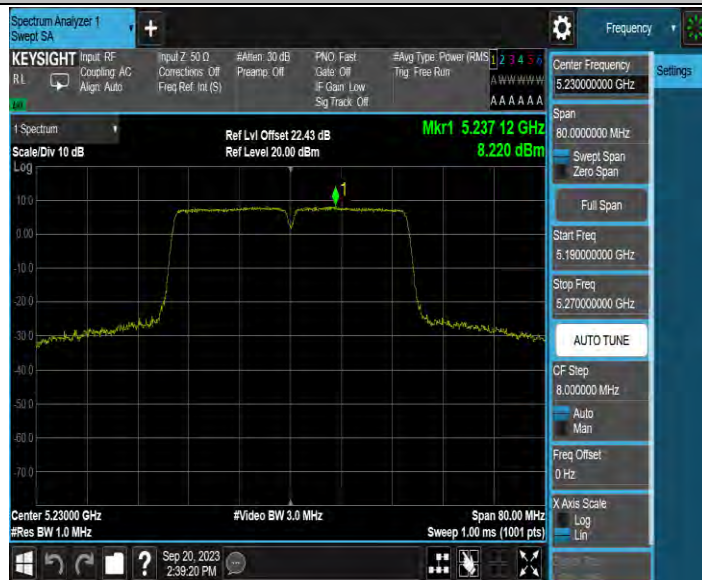 Spectrum Analyzer 1
Swept SA
+
Frequency
KEYSIGHT
RL
Input: RF
Coupling: AC
Align: Auto
Input Z: 50 Ω
Corrections: Off
Freq Ref: Int (S)
#Atten: 30 dB
Preamp: Off
PNO: Fast
Gate: Off
IF Gain: Low
Sig Track: Off
#Avg Type: Power (RMS
Trig: Free Run
1 2 3 4 5 6
A W W W W W
A A A A A A
1 Spectrum
Scale/Div 10 dB
Ref Lvl Offset 22.43 dB
Ref Level 20.00 dBm
Mkr1 5.237 12 GHz
8.220 dBm
Log
10.0
0.00
-10.0
-20.0
-30.0
-40.0
-50.0
-60.0
-70.0
1
Center 5.23000 GHz
#Res BW 1.0 MHz
#Video BW 3.0 MHz
Span 80.00 MHz
Sweep 1.00 ms (1001 pts)
Sep 20, 2023
2:39:20 PM
?
Center Frequency
5.230000000 GHz
Settings
Span
80.0000000 MHz
Swept Span
Zero Span
Full Span
Start Freq
5.190000000 GHz
Stop Freq
5.270000000 GHz
AUTO TUNE
CF Step
8.000000 MHz
Auto
Man
Freq Offset
0 Hz
X Axis Scale
Log
Lin